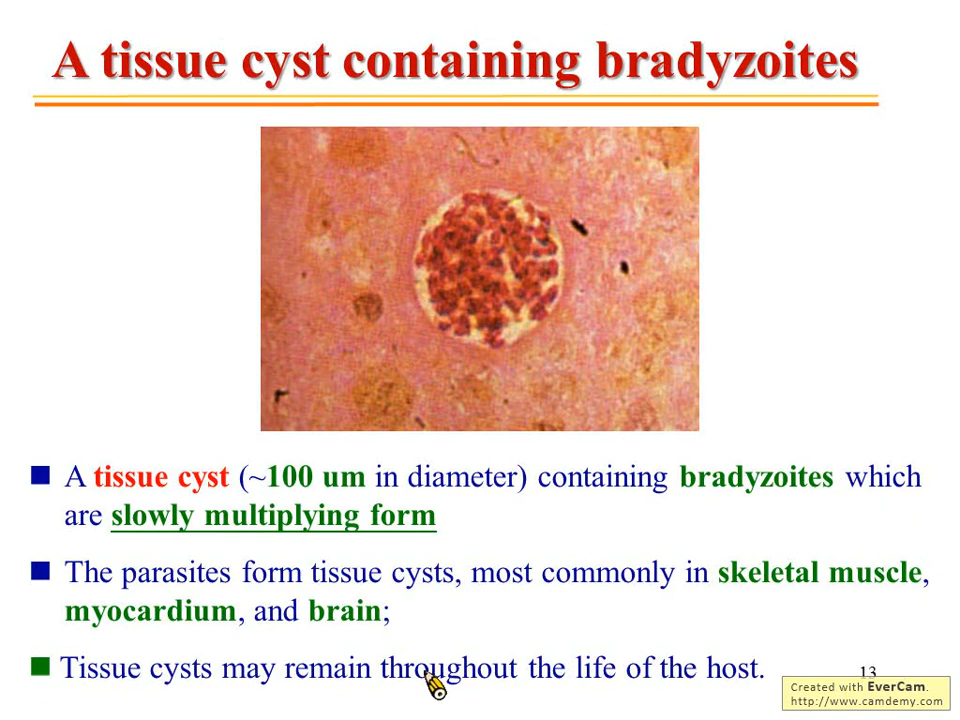 A tissue cyst containing bradyzoites
A tissue cyst (~100 um in diameter) containing bradyzoites which
are slowly multiplying form
The parasites form tissue cysts, most commonly in skeletal muscle,
myocardium, and brain;
Tissue cysts may remain throughout the life of the host.
13
Created with EverCam.
http://www.camdemy.com